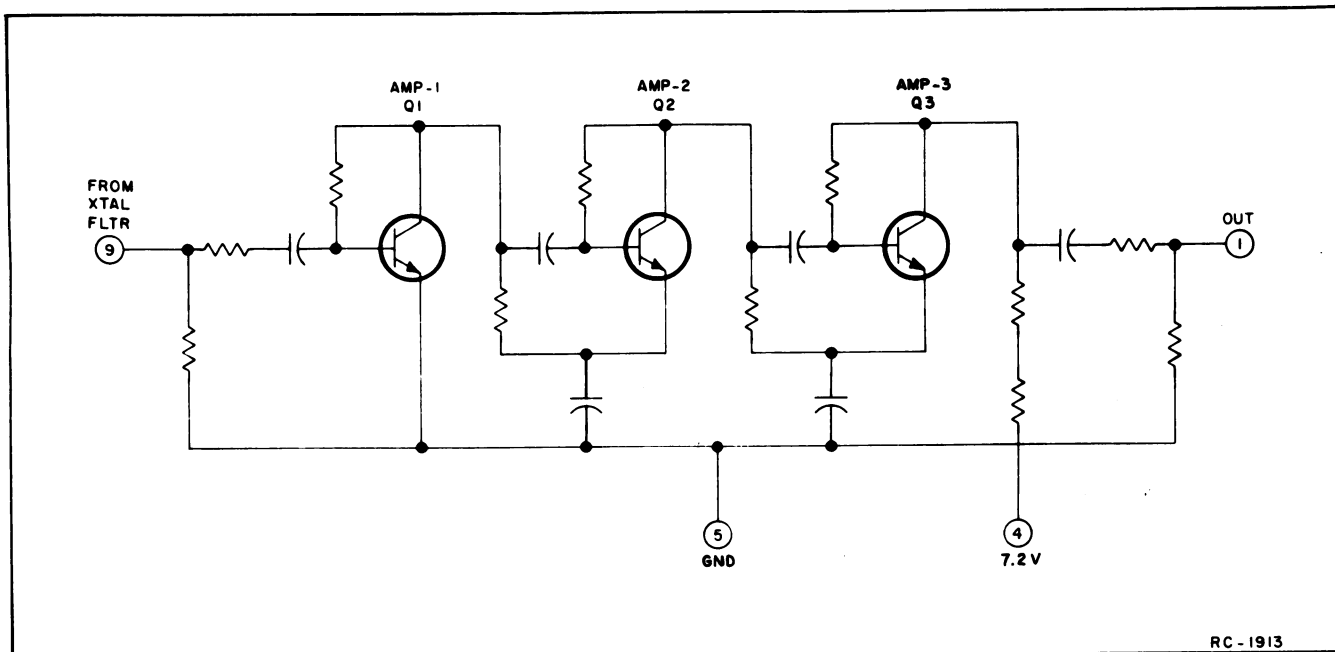 AMP-1
Q1
AMP-2
Q2
AMP-3
Q3
FROM
XTAL
FLTR
9
OUT
1
5
GND
4
7.2V
RC-1913